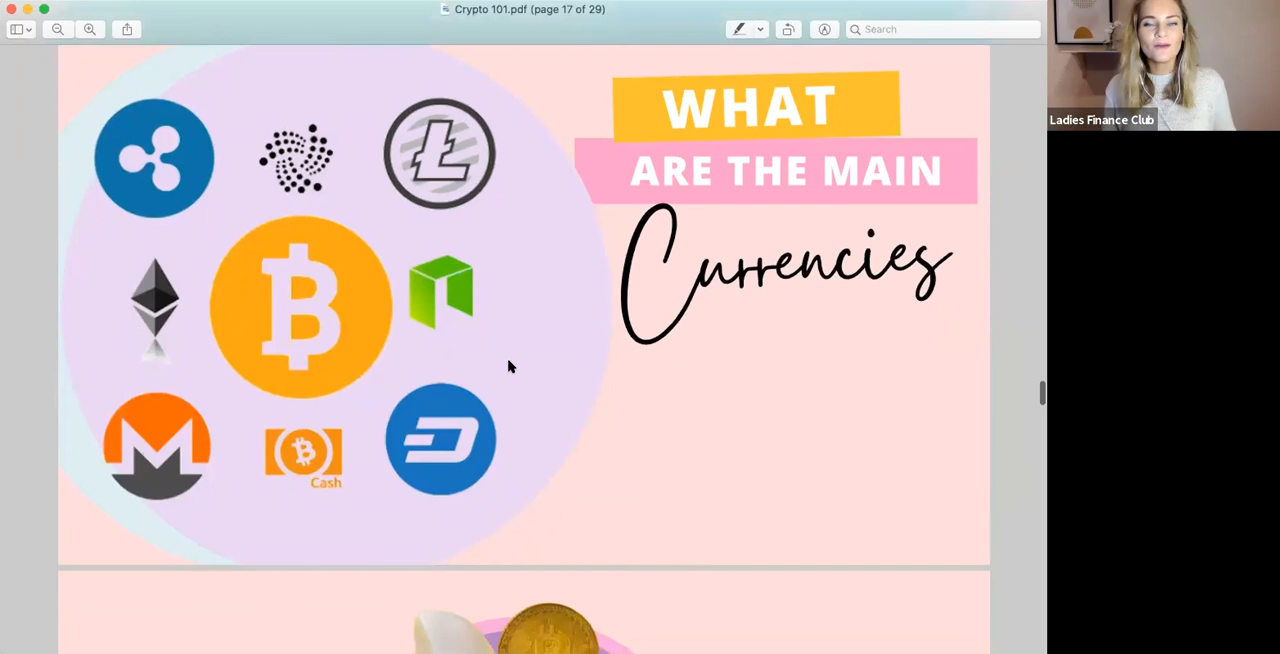 Crypto 101.pdf (page 17 of 29)
Search
Ladies Finance Club
WHAT
ARE THE MAIN
Currencies
Cash